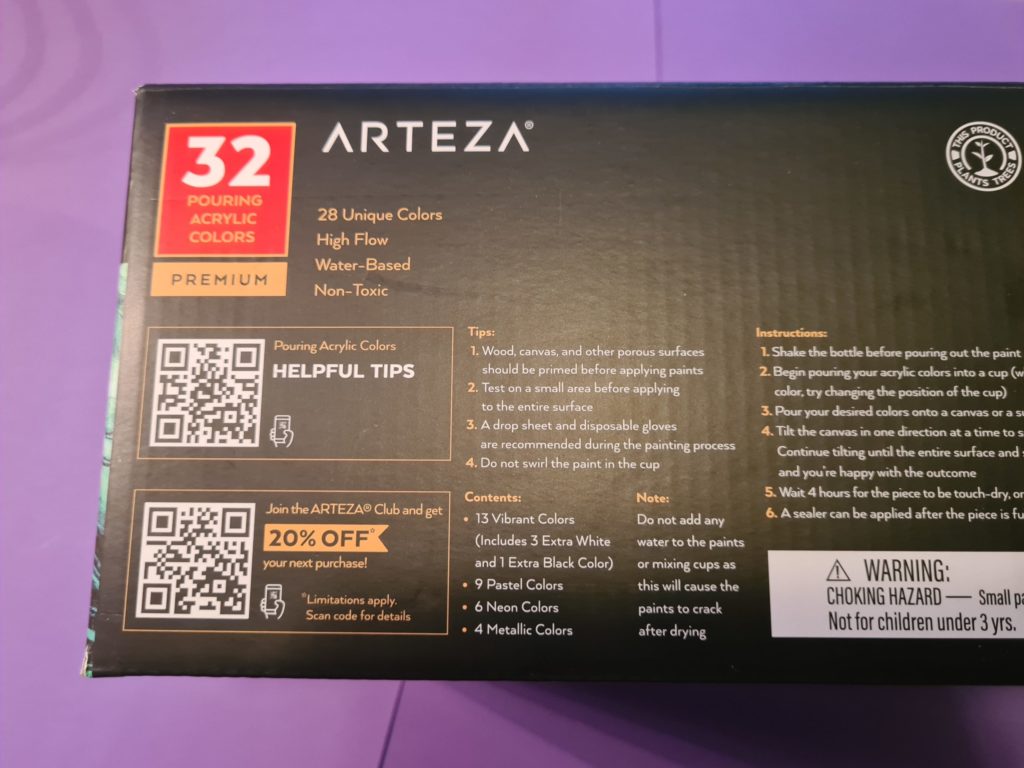 32
POURING
ACRYLIC
COLORS
PREMIUM
ARTEZA®
28 Unique Colors
High Flow
Water-Based
Non-Toxic
THIS PRODUCT
PLANTS TREES
Pouring Acrylic Colors
HELPFUL TIPS
Join the ARTEZA® Club and get
20% OFF*
your next purchase!
*Limitations apply.
Scan code for details
Tips:
1. Wood, canvas, and other porous surfaces
should be primed before applying paints
2. Test on a small area before applying
to the entire surface
3. A drop sheet and disposable gloves
are recommended during the painting process
4. Do not swirl the paint in the cup
Contents:
• 13 Vibrant Colors
(Includes 3 Extra White
and 1 Extra Black Color)
• 9 Pastel Colors
• 6 Neon Colors
• 4 Metallic Colors
Note:
Do not add any
water to the paints
or mixing cups as
this will cause the
paints to crack
after drying
Instructions:
1. Shake the bottle before pouring out the paint
2. Begin pouring your acrylic colors into a cup
color, try changing the position of the cup)
3. Pour your desired colors onto a canvas or a
4. Tilt the canvas in one direction at a time to
Continue tilting until the entire surface and
and you're happy with the outcome
5. Wait 4 hours for the piece to be touch-dry, or
6. A sealer can be applied after the piece is
WARNING:
CHOKING HAZARD — Small
Not for children under 3 yrs.